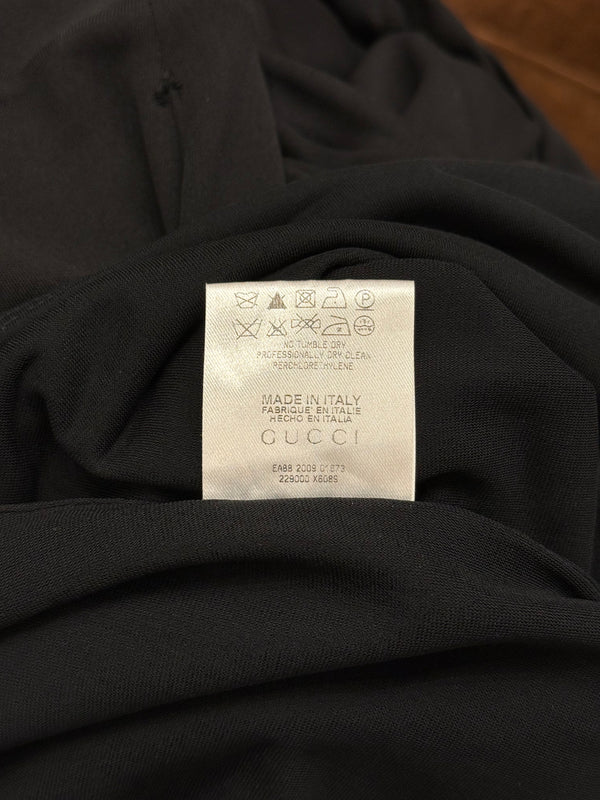 NO TUMBLE DRY
PROFESSIONALLY DRY CLEAN
PERCHLORETHYLENE
MADE IN ITALY
FABRIQUE' EN ITALIE
HECHO EN ITALIA
GUCCI
EA88 2009 01873
229000 X6089